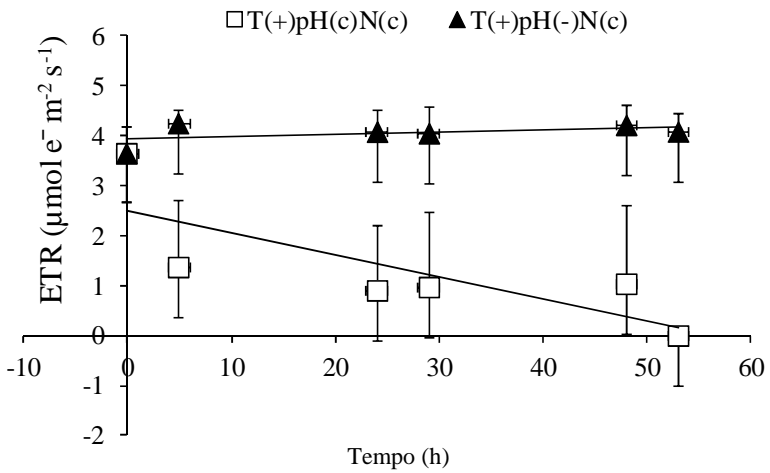 T(+)pH(c)N(c) T(+)pH(-)N(c)
ETR (µmol e⁻ m⁻² s⁻¹)
6
5
4
3
2
1
0
-1
-2
-10 0 10 20 30 40 50 60
Tempo (h)